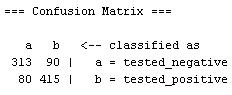 === Confusion Matrix ===
a b <-- classified as
313 90 | a = tested_negative
80 415 | b = tested_positive